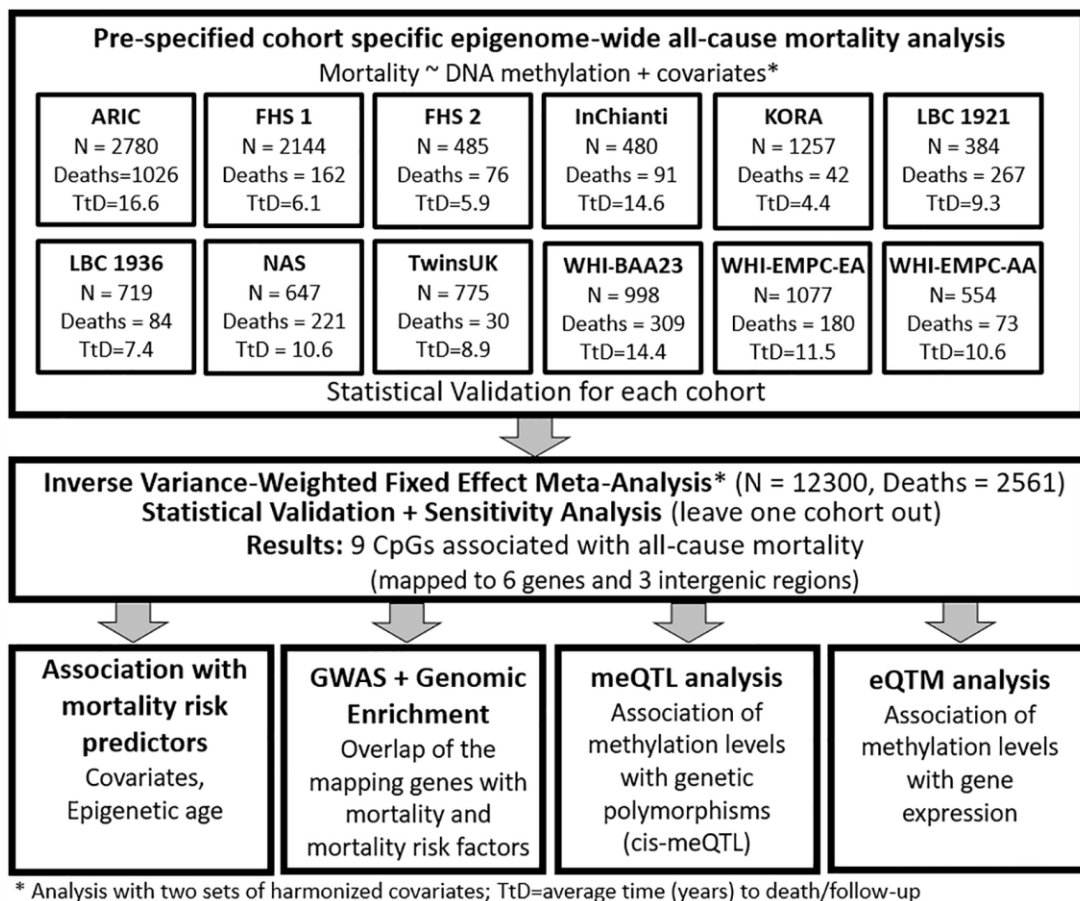 Pre-specified cohort specific epigenome-wide all-cause mortality analysis
Mortality ~ DNA methylation + covariates*
ARIC
N = 2780
Deaths=1026
TtD=16.6
FHS 1
N = 2144
Deaths = 162
TtD=6.1
FHS 2
N = 485
Deaths = 76
TtD=5.9
InChianti
N = 480
Deaths = 91
TtD=14.6
KORA
N = 1257
Deaths = 42
TtD=4.4
LBC 1921
N = 384
Deaths = 267
TtD=9.3
LBC 1936
N = 719
Deaths = 84
TtD=7.4
NAS
N = 647
Deaths = 221
TtD = 10.6
TwinsUK
N = 775
Deaths = 30
TtD=8.9
WHI-BAA23
N = 998
Deaths = 309
TtD=14.4
WHI-EMPC-EA
N= 1077
Deaths = 180
TtD=11.5
WHI-EMPC-AA
N= 554
Deaths = 73
TtD=10.6
Statistical Validation for each cohort
Inverse Variance-Weighted Fixed Effect Meta-Analysis* (N = 12300, Deaths = 2561)
Statistical Validation + Sensitivity Analysis (leave one cohort out)
Results: 9 CpGs associated with all-cause mortality
(mapped to 6 genes and 3 intergenic regions)
Association with
mortality risk
predictors
Covariates,
Epigenetic age
GWAS + Genomic
Enrichment
Overlap of the
mapping genes with
mortality and
mortality risk factors
meQTL analysis
Association of
methylation levels
with genetic
polymorphisms
(cis-meQTL)
eQTM analysis
Association of
methylation levels
with gene
expression
* Analysis with two sets of harmonized covariates; TtD=average time (years) to death/follow-up